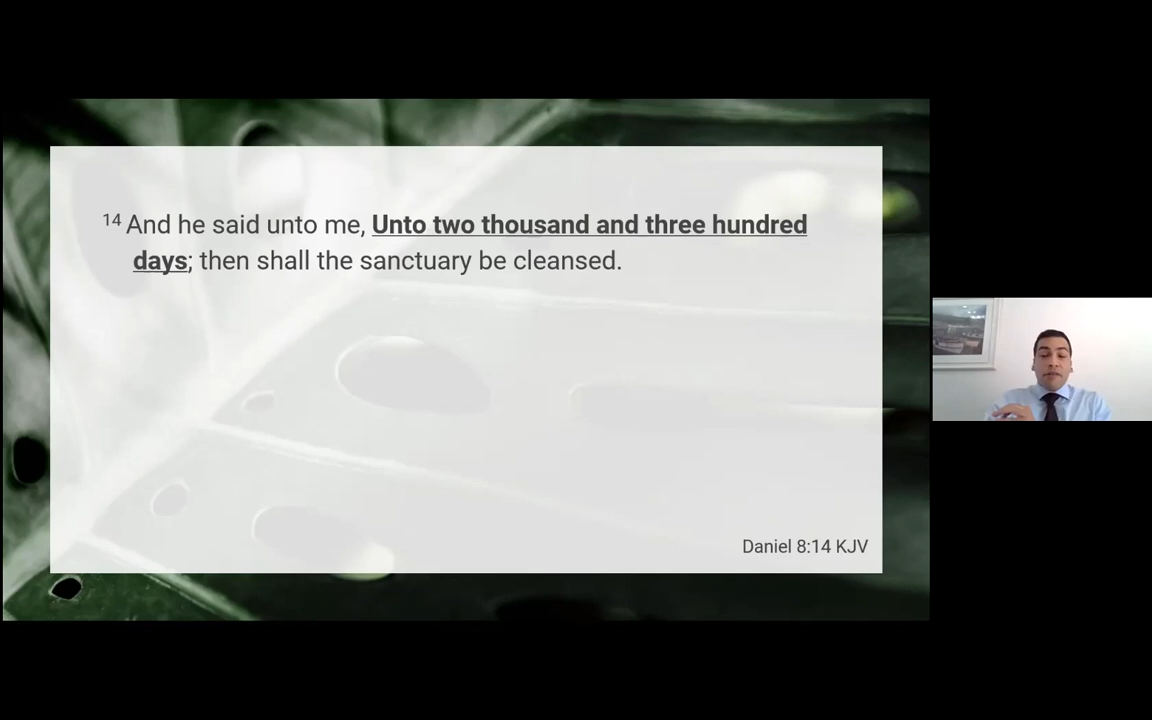 14 And he said unto me, Unto two thousand and three hundred
days; then shall the sanctuary be cleansed.
Daniel 8:14 KJV